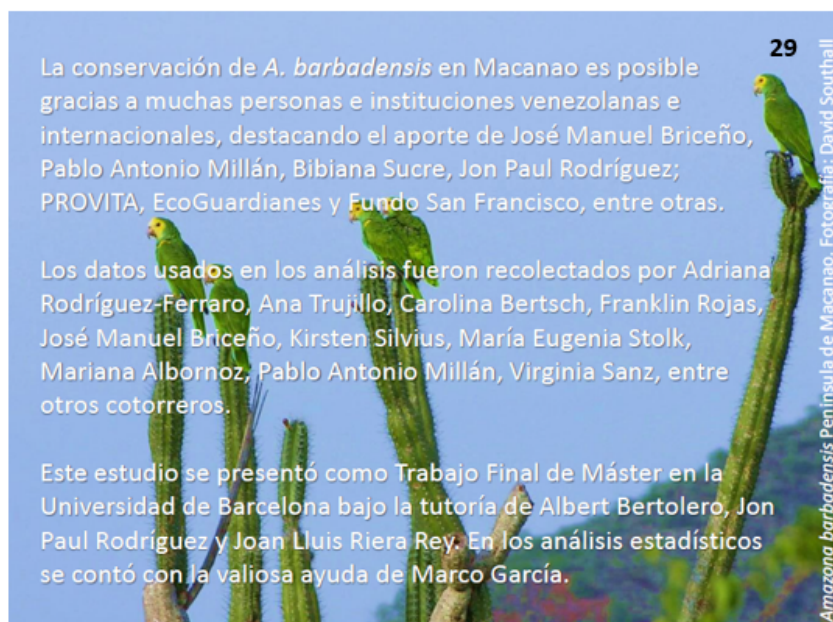 29
La conservación de A. barbadensis en Macanao es posible
gracias a muchas personas e instituciones venezolanas e
internacionales, destacando el aporte de José Manuel Briceño,
Pablo Antonio Millán, Bibiana Sucre, Jon Paul Rodríguez;
PROVITA, EcoGuardianes y Fundo San Francisco, entre otras.
Los datos usados en los análisis fueron recolectados por Adriana
Rodríguez-Ferraro, Ana Trujillo, Carolina Bertsch, Franklin Rojas,
José Manuel Briceño, Kirsten Silvius, María Eugenia Stolk,
Mariana Albornoz, Pablo Antonio Millán, Virginia Sanz, entre
otros cotorreros.
Este estudio se presentó como Trabajo Final de Máster en la
Universidad de Barcelona bajo la tutoría de Albert Bertolero, Jon
Paul Rodríguez y Joan Lluis Riera Rey. En los análisis estadísticos
se contó con la valiosa ayuda de Marco García.
Amazona barbadensis Península de Macanao. Fotografía: David Southall